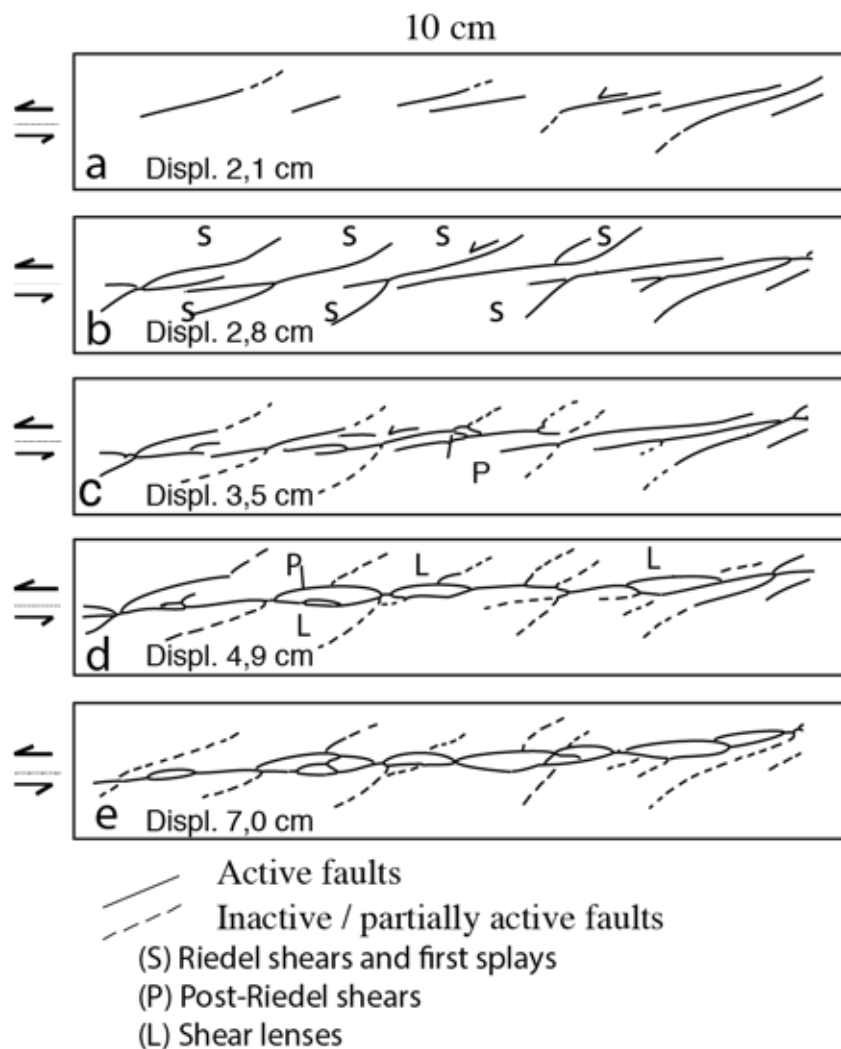 10 cm
a Displ. 2,1 cm
S S S S
S S S
b Displ. 2,8 cm
P
c Displ. 3,5 cm
P L L
L
d Displ. 4,9 cm
e Displ. 7,0 cm
Active faults
Inactive / partially active faults
(S) Riedel shears and first splays
(P) Post-Riedel shears
(L) Shear lenses